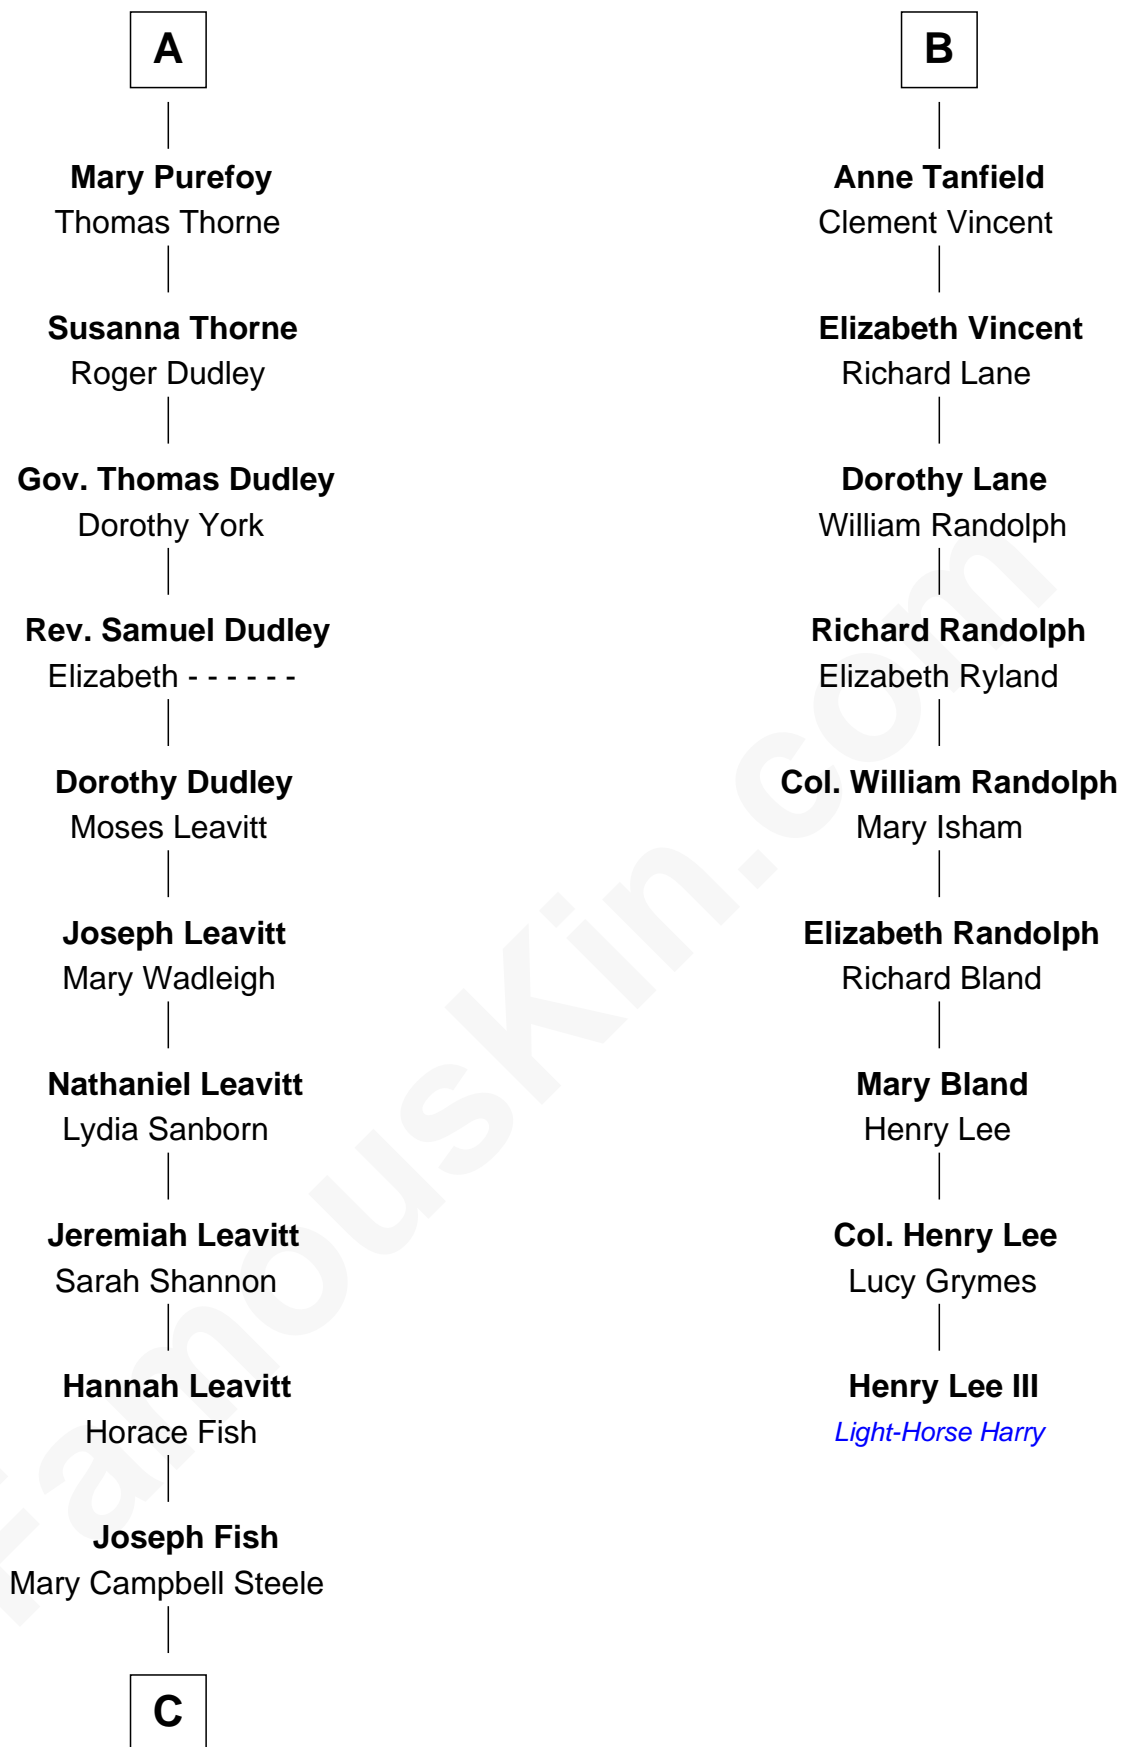 A
Mary Purefoy
Thomas Thorne
Susanna Thorne
Roger Dudley
Gov. Thomas Dudley
Dorothy York
Rev. Samuel Dudley
Elizabeth - - - - - -
Dorothy Dudley
Moses Leavitt
Joseph Leavitt
Mary Wadleigh
Nathaniel Leavitt
Lydia Sanborn
Jeremiah Leavitt
Sarah Shannon
Hannah Leavitt
Horace Fish
Joseph Fish
Mary Campbell Steele
C
B
Anne Tanfield
Clement Vincent
Elizabeth Vincent
Richard Lane
Dorothy Lane
William Randolph
Richard Randolph
Elizabeth Ryland
Col. William Randolph
Mary Isham
Elizabeth Randolph
Richard Bland
Mary Bland
Henry Lee
Col. Henry Lee
Lucy Grymes
Henry Lee III
Light-Horse Harry
FamousKin.com